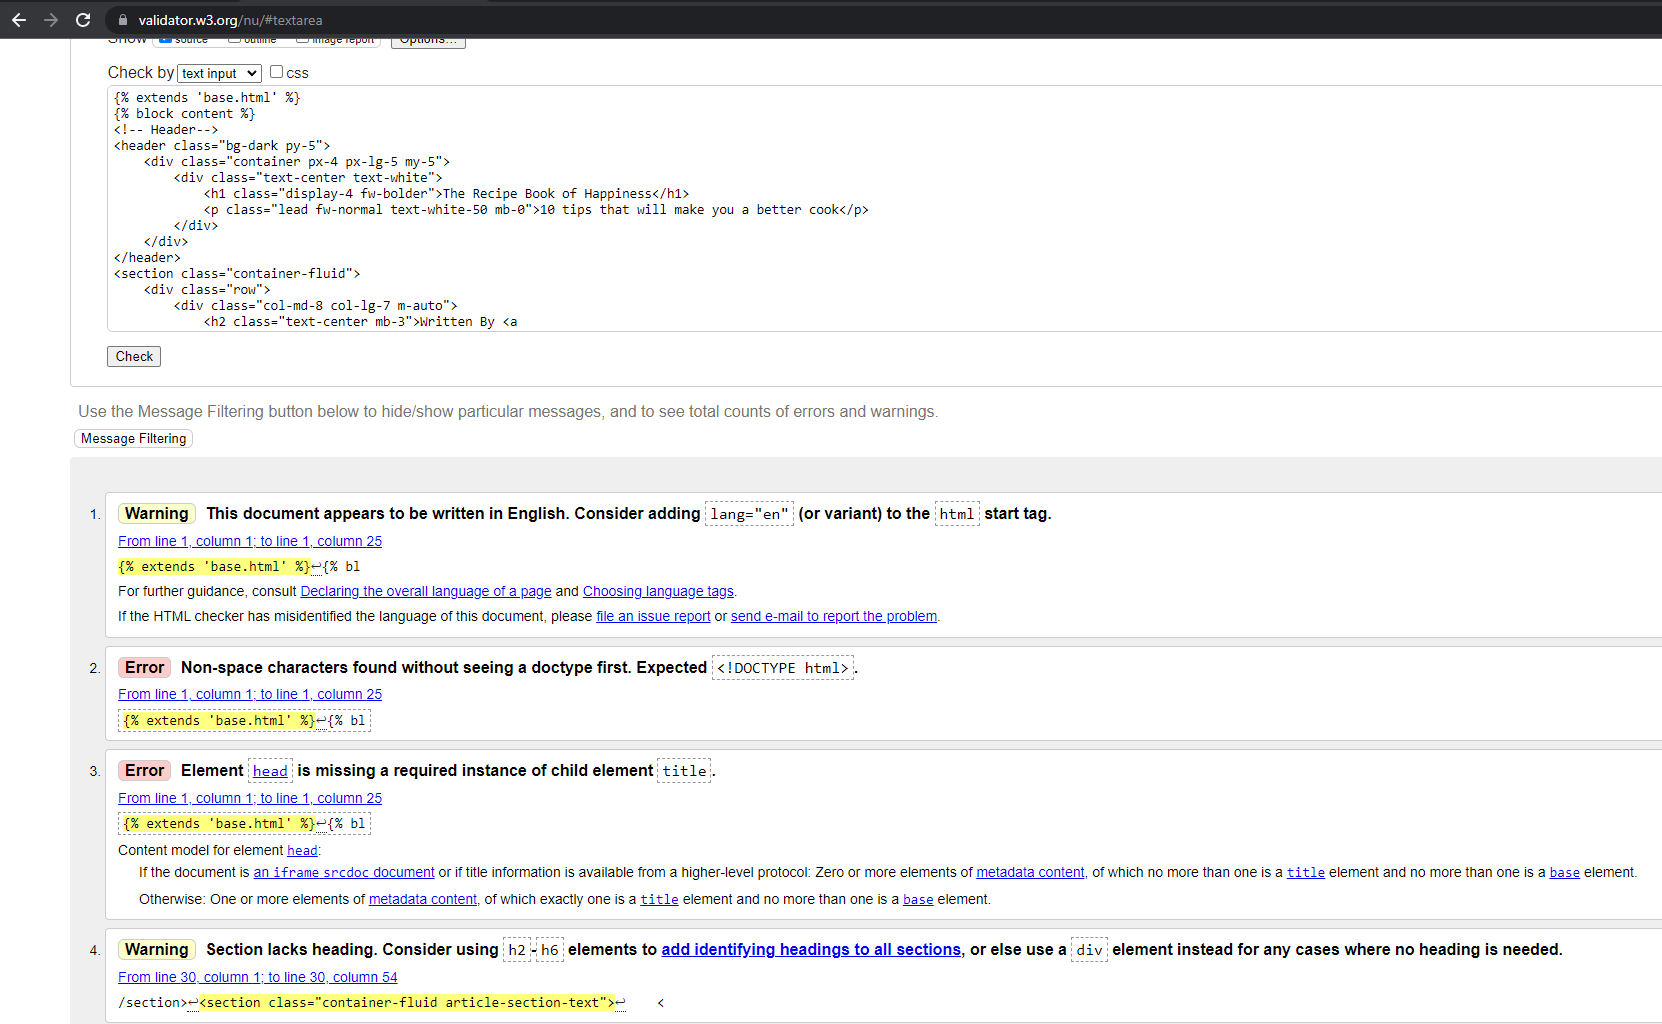 validator.w3.org/nu/#textarea
Show source outline image report Options...
Check by text input css
{% extends 'base.html' %}
{% block content %}
<!-- Header-->
<header class="bg-dark py-5">
<div class="container px-4 px-lg-5 my-5">
<div class="text-center text-white">
<h1 class="display-4 fw-bolder">The Recipe Book of Happiness</h1>
<p class="lead fw-normal text-white-50 mb-0">10 tips that will make you a better cook</p>
</div>
</div>
</header>
<section class="container-fluid">
<div class="row">
<div class="col-md-8 col-lg-7 m-auto">
<h2 class="text-center mb-3">Written By <a
Check
Use the Message Filtering button below to hide/show particular messages, and to see total counts of errors and warnings.
Message Filtering
1. Warning This document appears to be written in English. Consider adding lang="en" (or variant) to the html start tag.
From line 1, column 1; to line 1, column 25
{% extends 'base.html' %}↩{% bl
For further guidance, consult Declaring the overall language of a page and Choosing language tags.
If the HTML checker has misidentified the language of this document, please file an issue report or send e-mail to report the problem.
2. Error Non-space characters found without seeing a doctype first. Expected <!DOCTYPE html>.
From line 1, column 1; to line 1, column 25
{% extends 'base.html' %}↩{% bl
3. Error Element head is missing a required instance of child element title.
From line 1, column 1; to line 1, column 25
{% extends 'base.html' %}↩{% bl
Content model for element head:
If the document is an iframe srcdoc document or if title information is available from a higher-level protocol: Zero or more elements of metadata content, of which no more than one is a title element and no more than one is a base element.
Otherwise: One or more elements of metadata content, of which exactly one is a title element and no more than one is a base element.
4. Warning Section lacks heading. Consider using h2-h6 elements to add identifying headings to all sections, or else use a div element instead for any cases where no heading is needed.
From line 30, column 1; to line 30, column 54
/section>↩<section class="container-fluid article-section-text">↩ <